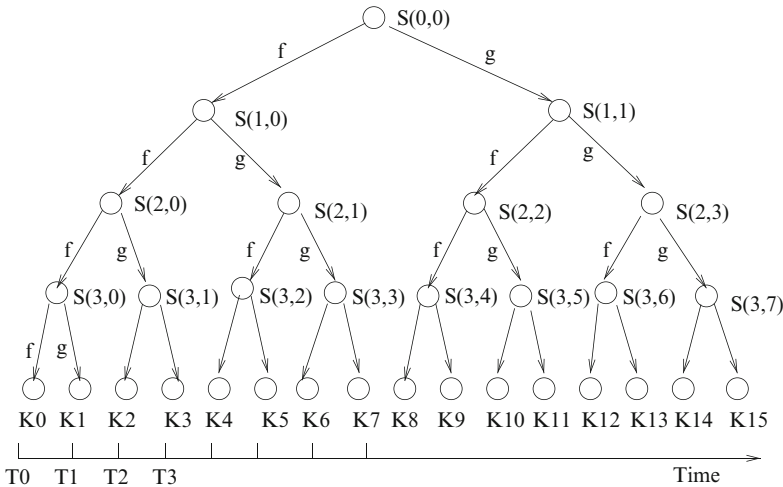 S(0,0)
f g
S(1,0) S(1,1)
f g f g
S(2,0) S(2,1) S(2,2) S(2,3)
f g f g f g f g
S(3,0) S(3,1) S(3,2) S(3,3) S(3,4) S(3,5) S(3,6) S(3,7)
f g
K0 K1 K2 K3 K4 K5 K6 K7 K8 K9 K10 K11 K12 K13 K14 K15
T0 T1 T2 T3 Time